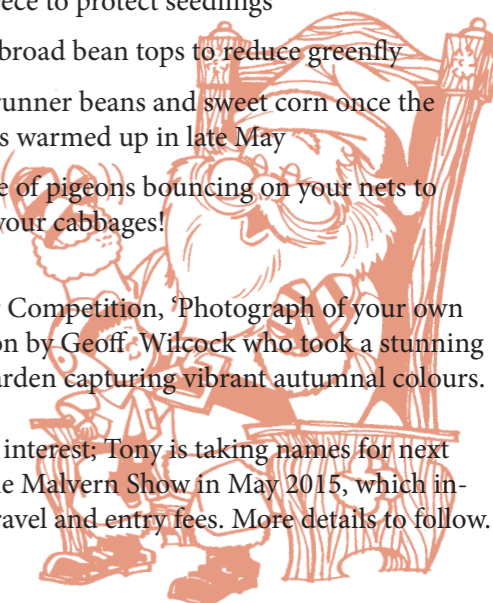 ece to protect seedlings
broad bean tops to reduce greenfly
runner beans and sweet corn once the
s warmed up in late May
e of pigeons bouncing on your nets to
your cabbages!
Competition, ‘Photograph of your own
on by Geoff Wilcock who took a stunning
arden capturing vibrant autumnal colours.
interest; Tony is taking names for next
e Malvern Show in May 2015, which in-
ravel and entry fees. More details to follow.